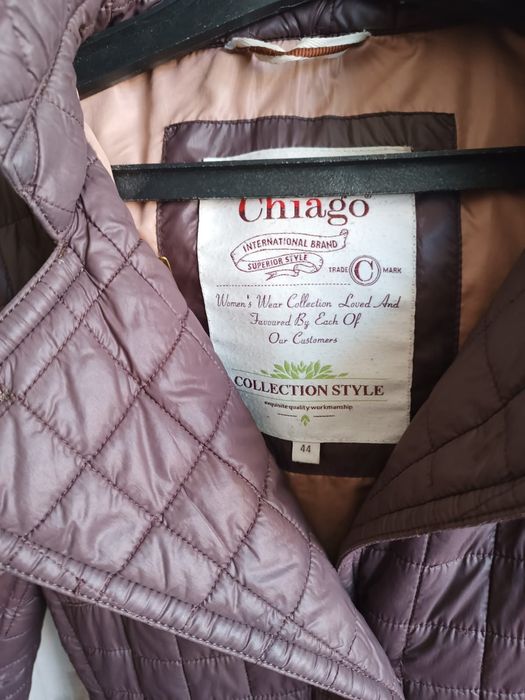 Chiago
INTERNATIONAL BRAND
SUPERIOR STYLE
TRADE C MARK
Women's Wear Collection Loved And
Favoured By Each Of
Our Customers
COLLECTION STYLE
exquisite quality workmanship
44